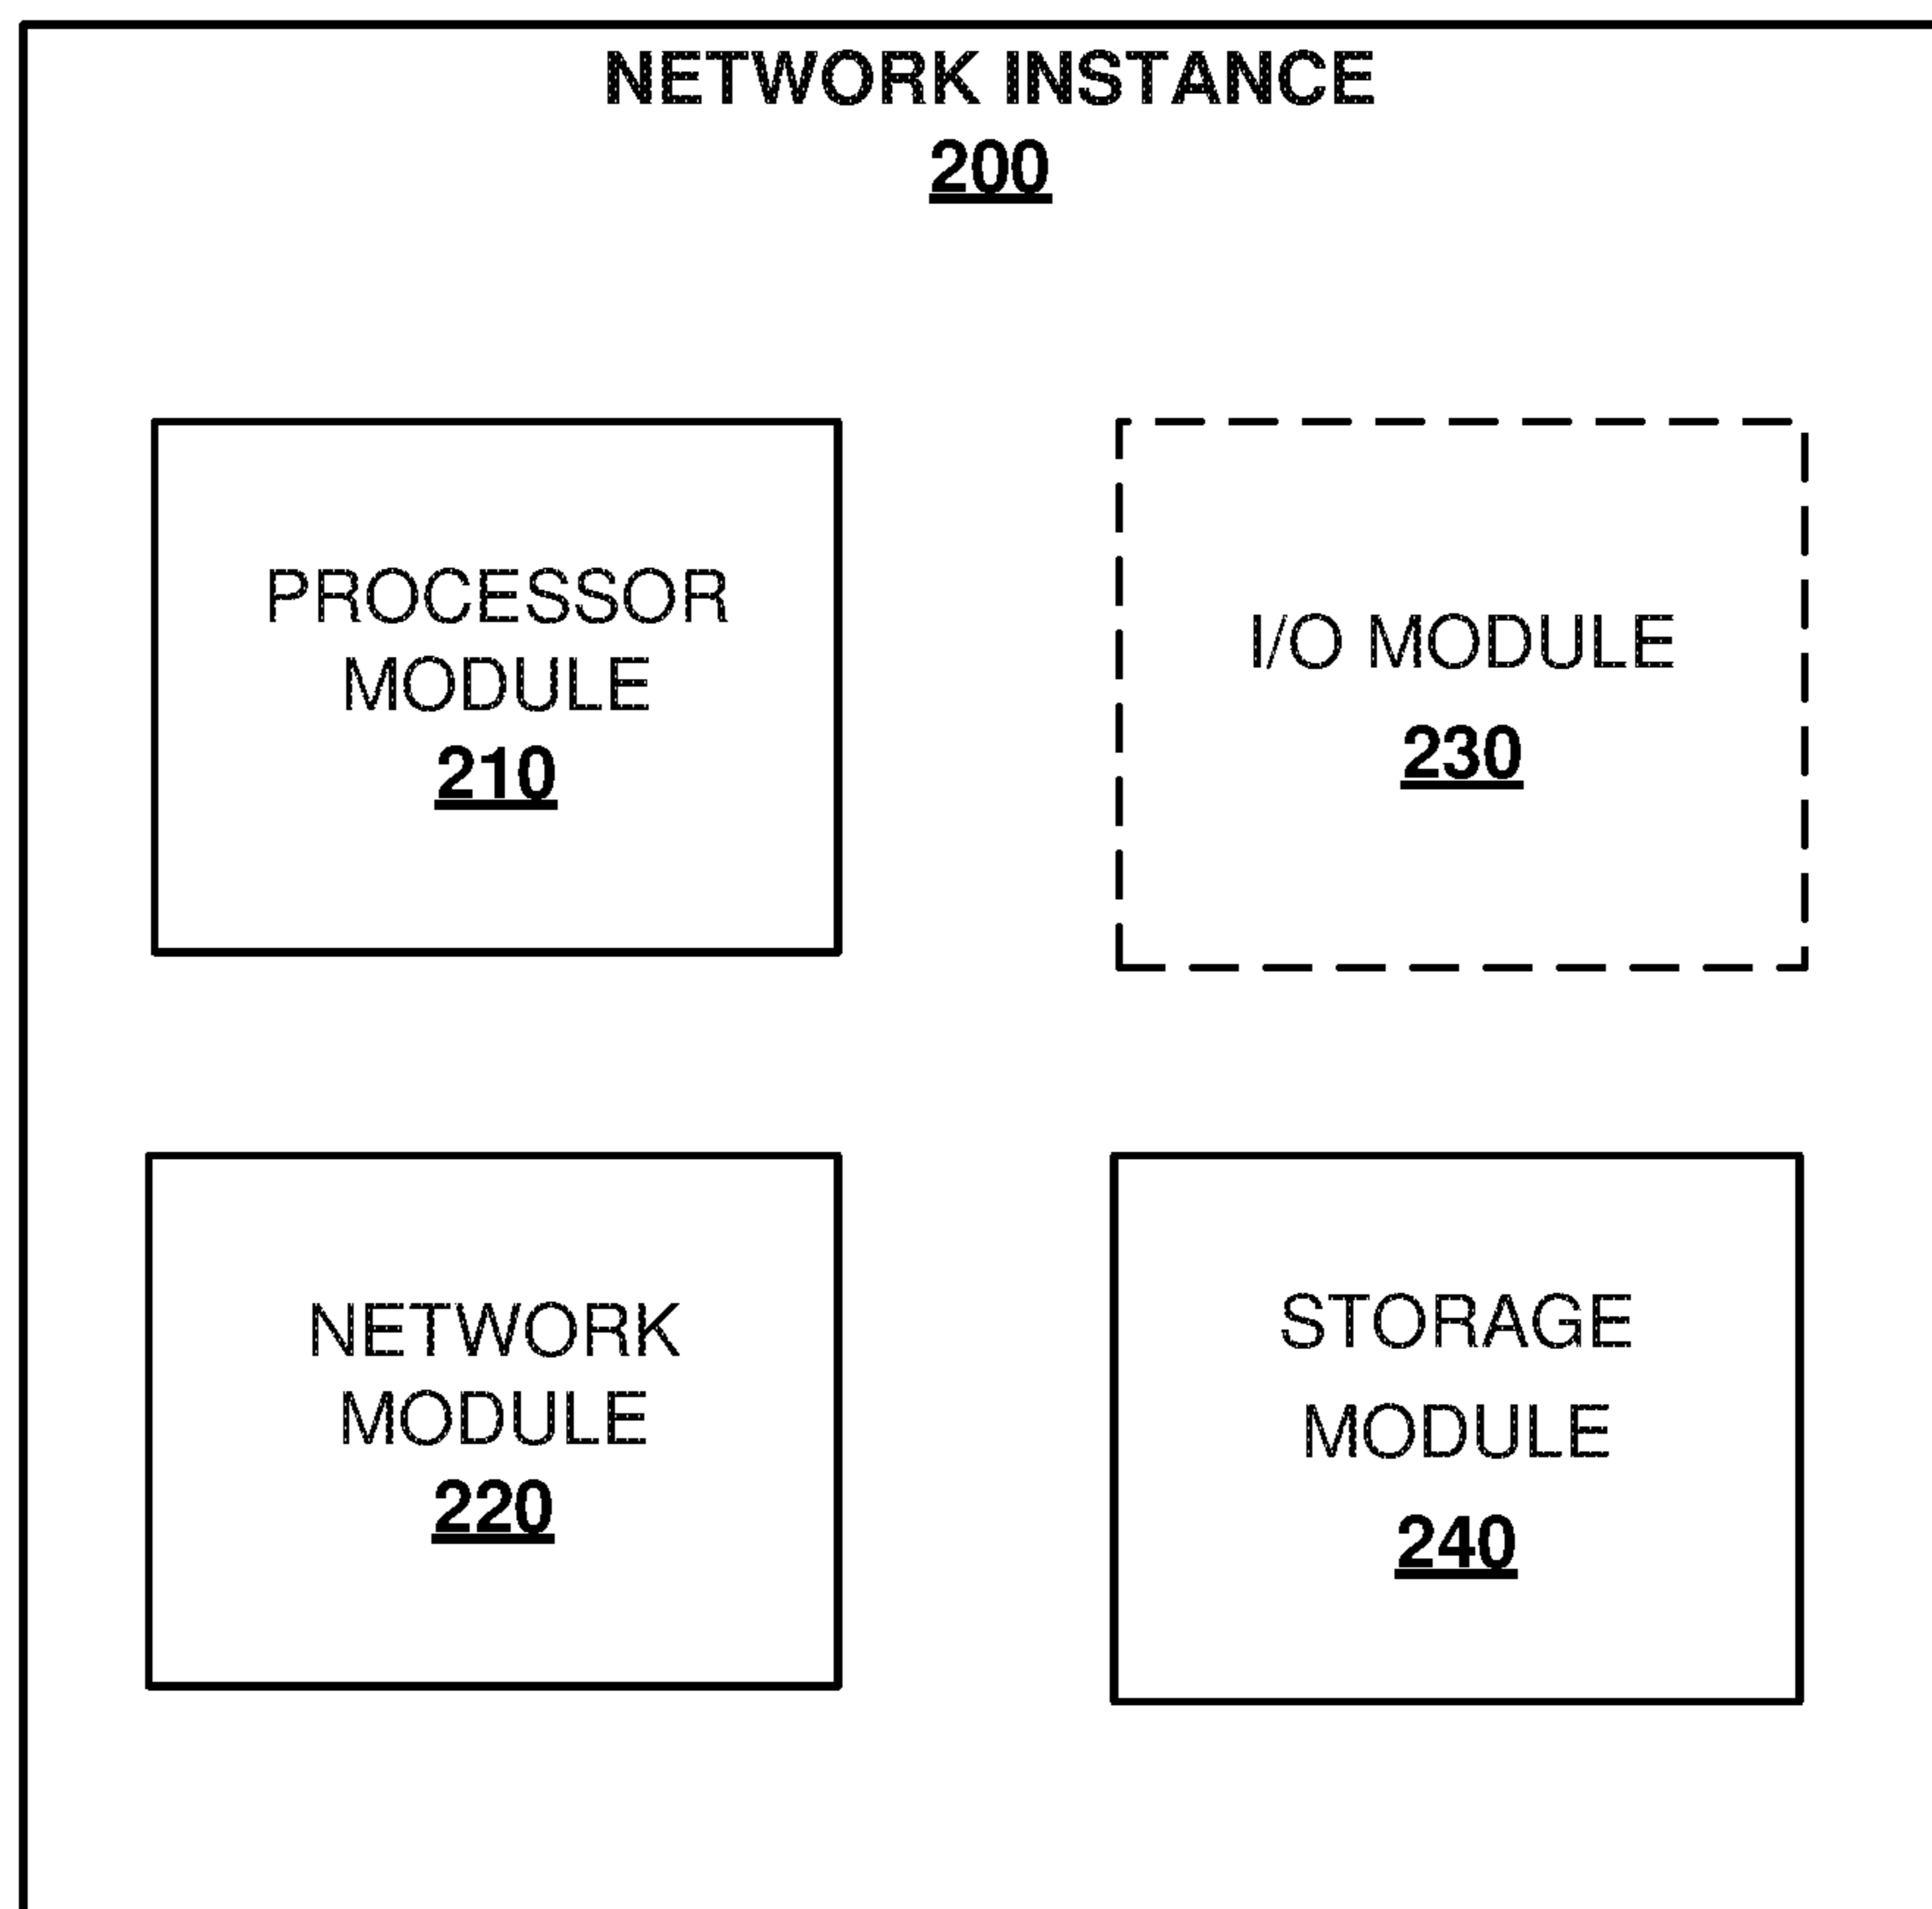 NETWORK INSTANCE
200
PROCESSOR
MODULE
210
I/O MODULE
230
NETWORK
MODULE
220
STORAGE
MODULE
240